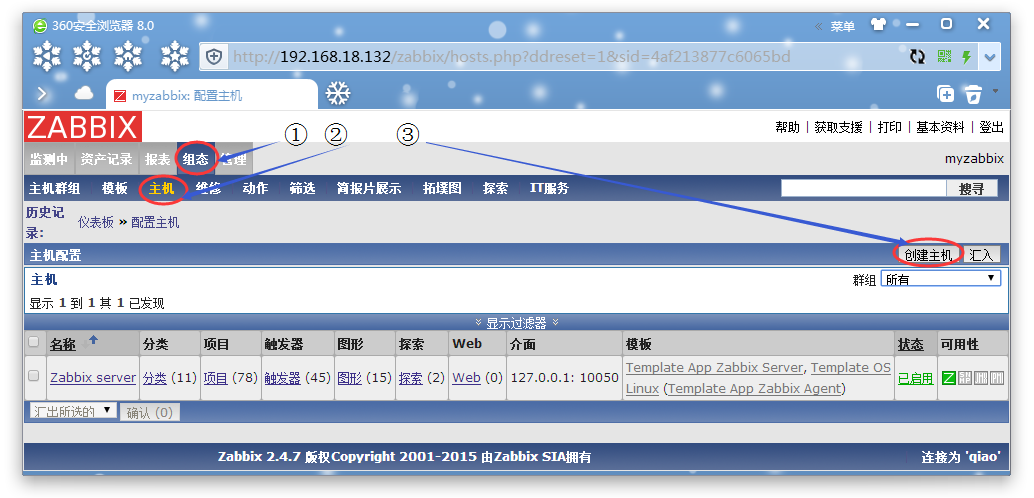 360安全浏览器 8.0
菜单
http://192.168.18.132/zabbix/hosts.php?ddreset=1&sid=4af213877c6065bd
myzabbix: 配置主机
ZABBIX
① ② ③
帮助 | 获取支援 | 打印 | 基本资料 | 登出
监测中 资产记录 报表 组态 管理
myzabbix
主机群组 模板 主机 维修 动作 筛选 简报片展示 拓墣图 探索 IT服务
搜寻
历史记录:
仪表板 » 配置主机
主机配置
创建主机 汇入
主机
群组 所有
显示 1 到 1 其 1 已发现
显示过滤器
名称 分类 项目 触发器 图形 探索 Web 介面 模板 状态 可用性
Zabbix server 分类 (11) 项目 (78) 触发器 (45) 图形 (15) 探索 (2) Web (0) 127.0.0.1: 10050 Template App Zabbix Server, Template OS
Linux (Template App Zabbix Agent) 已启用
汇出所选的 确认 (0)
Zabbix 2.4.7 版权Copyright 2001-2015 由Zabbix SIA拥有
连接为 'qiao'